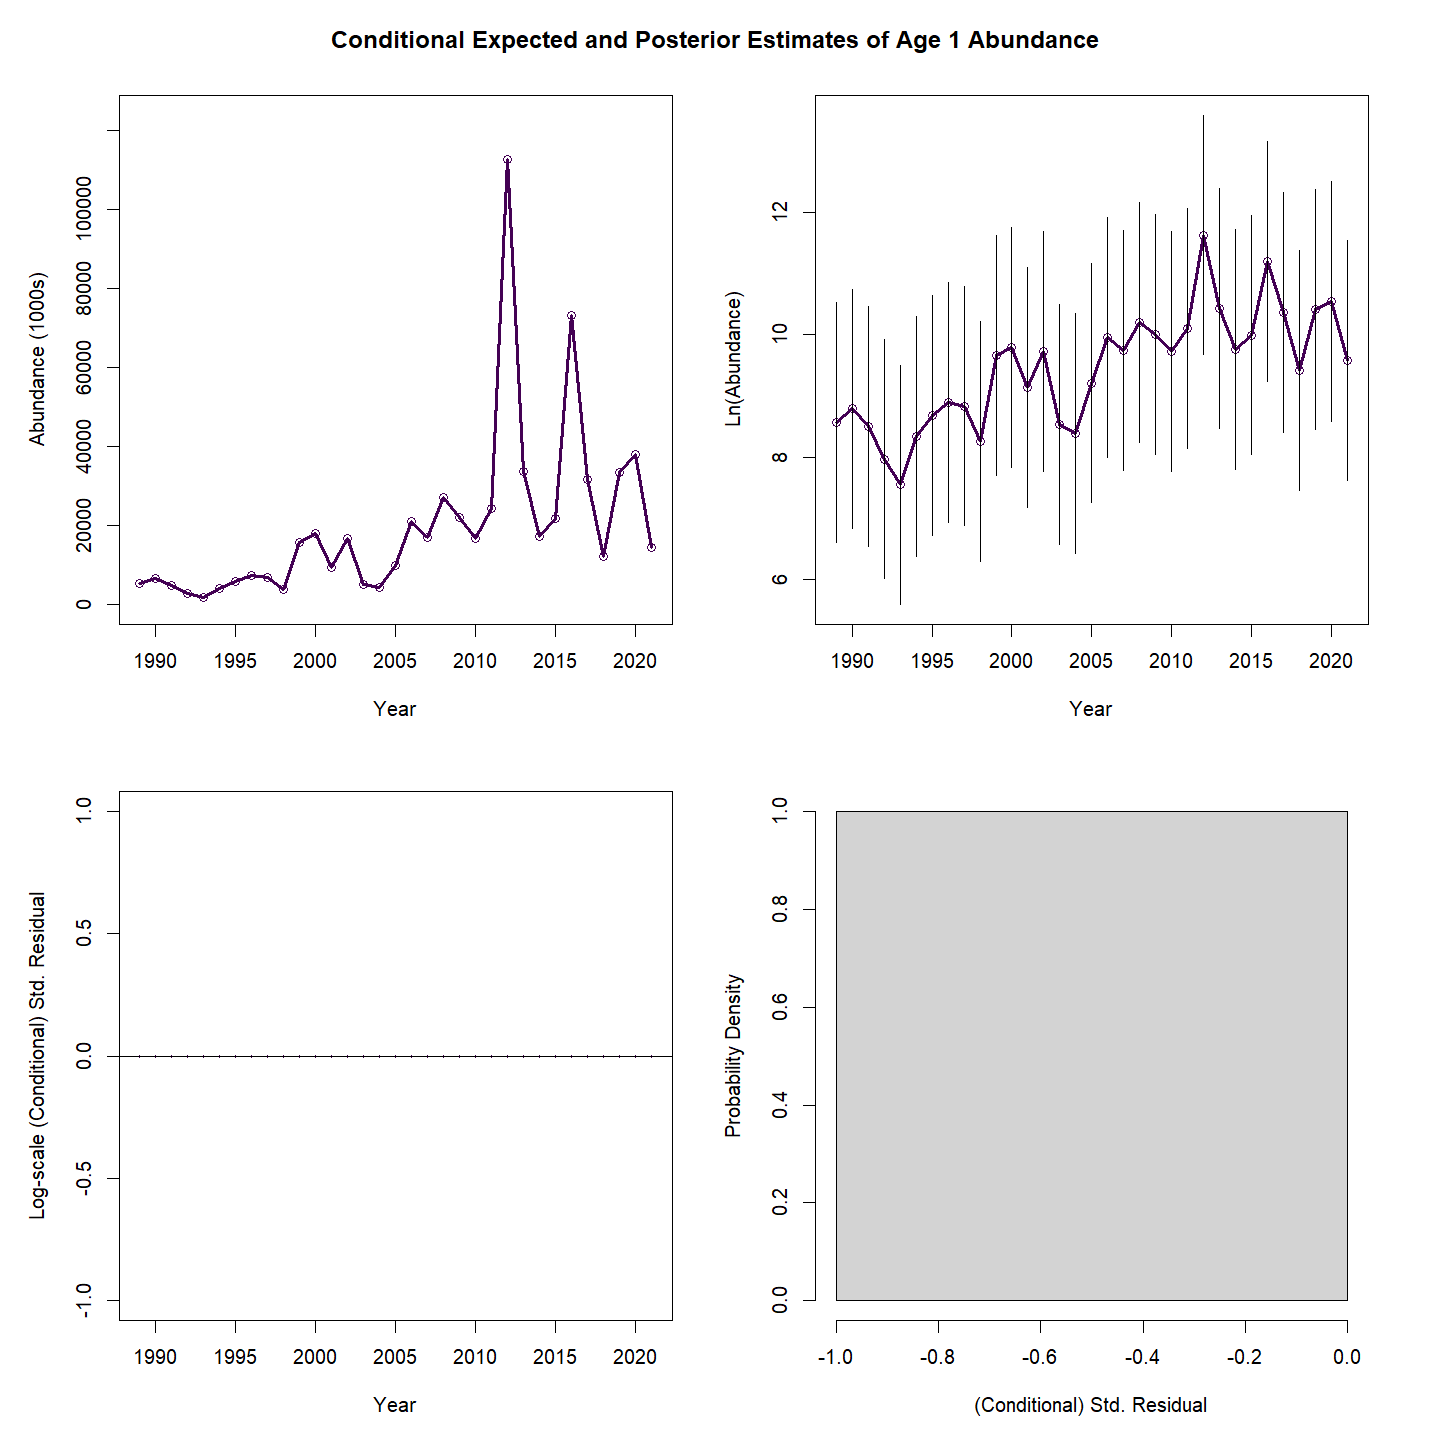 Conditional Expected and Posterior Estimates of Age 1 Abundance
Abundance (1000s)
0
20000
40000
60000
80000
100000
1990 1995 2000 2005 2010 2015 2020
Year
Ln(Abundance)
6
8
10
12
1990 1995 2000 2005 2010 2015 2020
Year
Log-scale (Conditional) Std. Residual
-1.0
-0.5
0.0
0.5
1.0
1990 1995 2000 2005 2010 2015 2020
Year
Probability Density
0.0
0.2
0.4
0.6
0.8
1.0
-1.0 -0.8 -0.6 -0.4 -0.2 0.0
(Conditional) Std. Residual